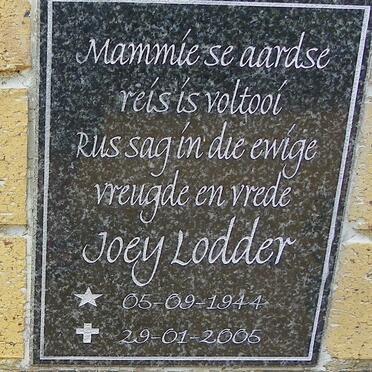 Mammie se aardse
reis is voltooi
Rus sag in die ewige
vreugde en vrede
Joey Lodder
05-09-1944
29-01-2005